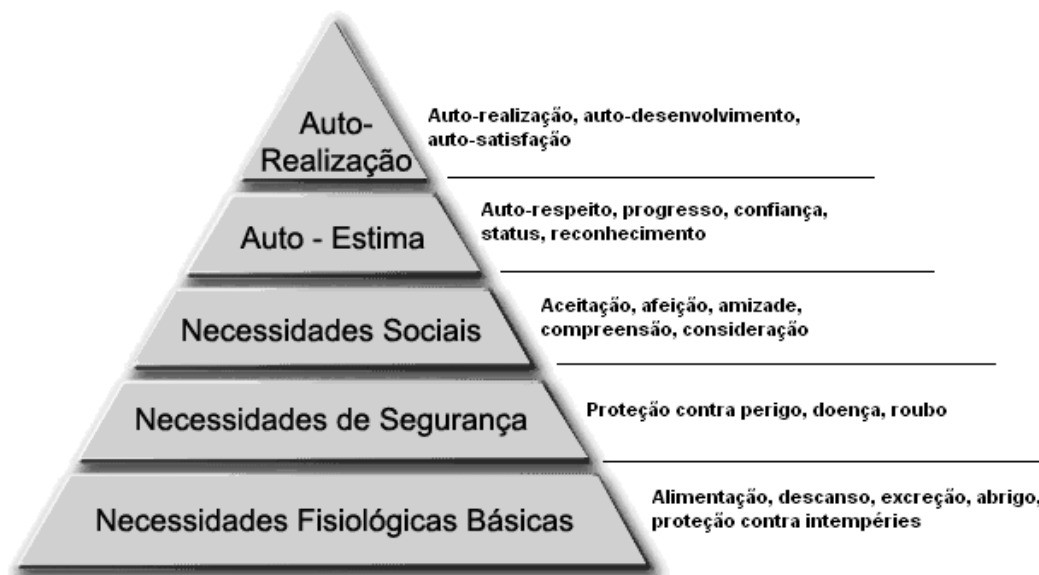 Auto-
Realização
Auto-realização, auto-desenvolvimento,
auto-satisfação
Auto - Estima
Auto-respeito, progresso, confiança,
status, reconhecimento
Necessidades Sociais
Aceitação, afeição, amizade,
compreensão, consideração
Necessidades de Segurança
Proteção contra perigo, doença, roubo
Necessidades Fisiológicas Básicas
Alimentação, descanso, excreção, abrigo,
proteção contra intempéries